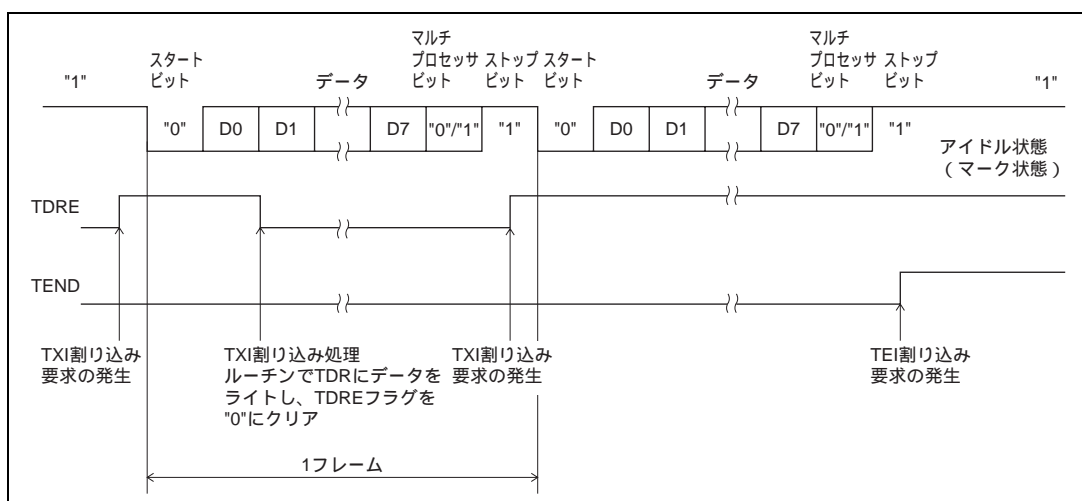 マルチ マルチ
スタート プロセッサ ストップ スタート プロセッサ ストップ
"1" ビット データ ビット ビット ビット データ ビット ビット "1"
"0" D0 D1 D7 "0"/"1" "1" "0" D0 D1 D7 "0"/"1" "1"
アイドル状態
（マーク状態）
TDRE
TEND
TXI割り込み
要求の発生
TXI割り込み処理
ルーチンでTDRにデータを
ライトし、TDREフラグを
"0"にクリア
TXI割り込み
要求の発生
TEI割り込み
要求の発生
1フレーム